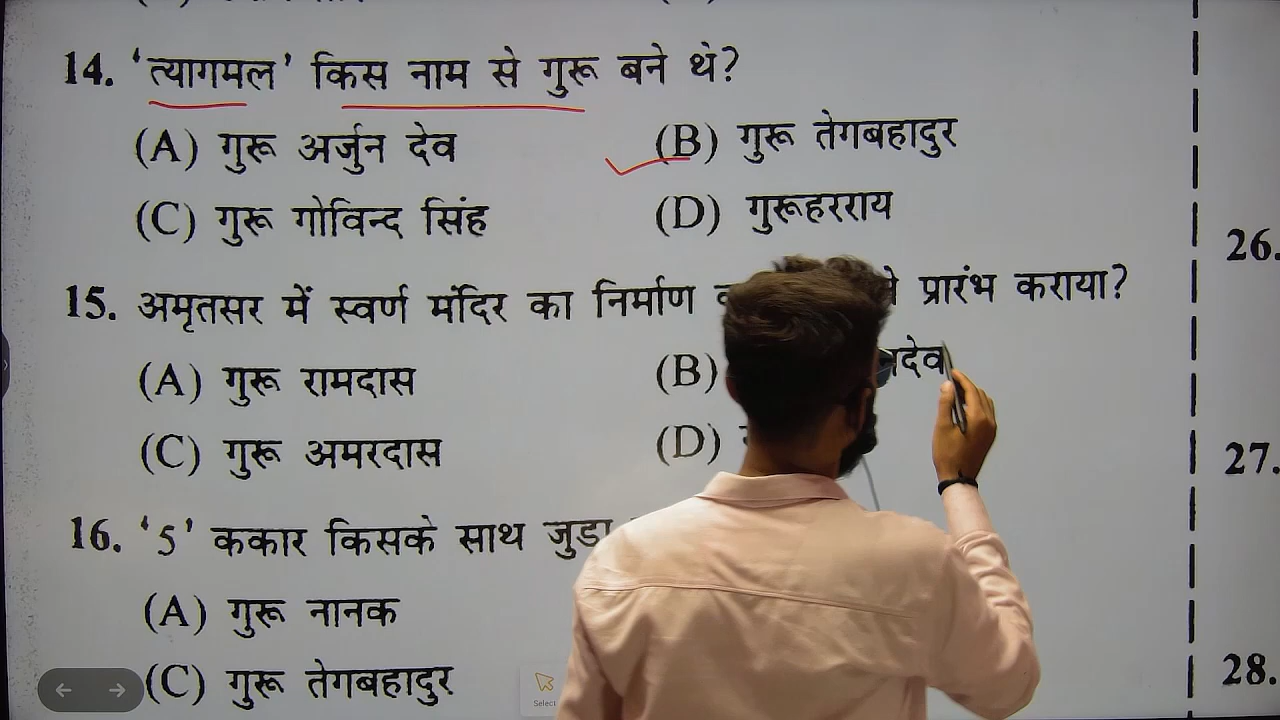 14. 'त्यागमल' किस नाम से गुरू बने थे?
(A) गुरू अर्जुन देव (B) गुरू तेगबहादुर
(C) गुरू गोविन्द सिंह (D) गुरूहरराय
26.
15. अमृतसर में स्वर्ण मंदिर का निर्माण प्रारंभ कराया?
(A) गुरू रामदास (B)
(C) गुरू अमरदास (D)
27.
16. '5' ककार किसके साथ जुडा
(A) गुरू नानक
(C) गुरू तेगबहादुर
28.
Select